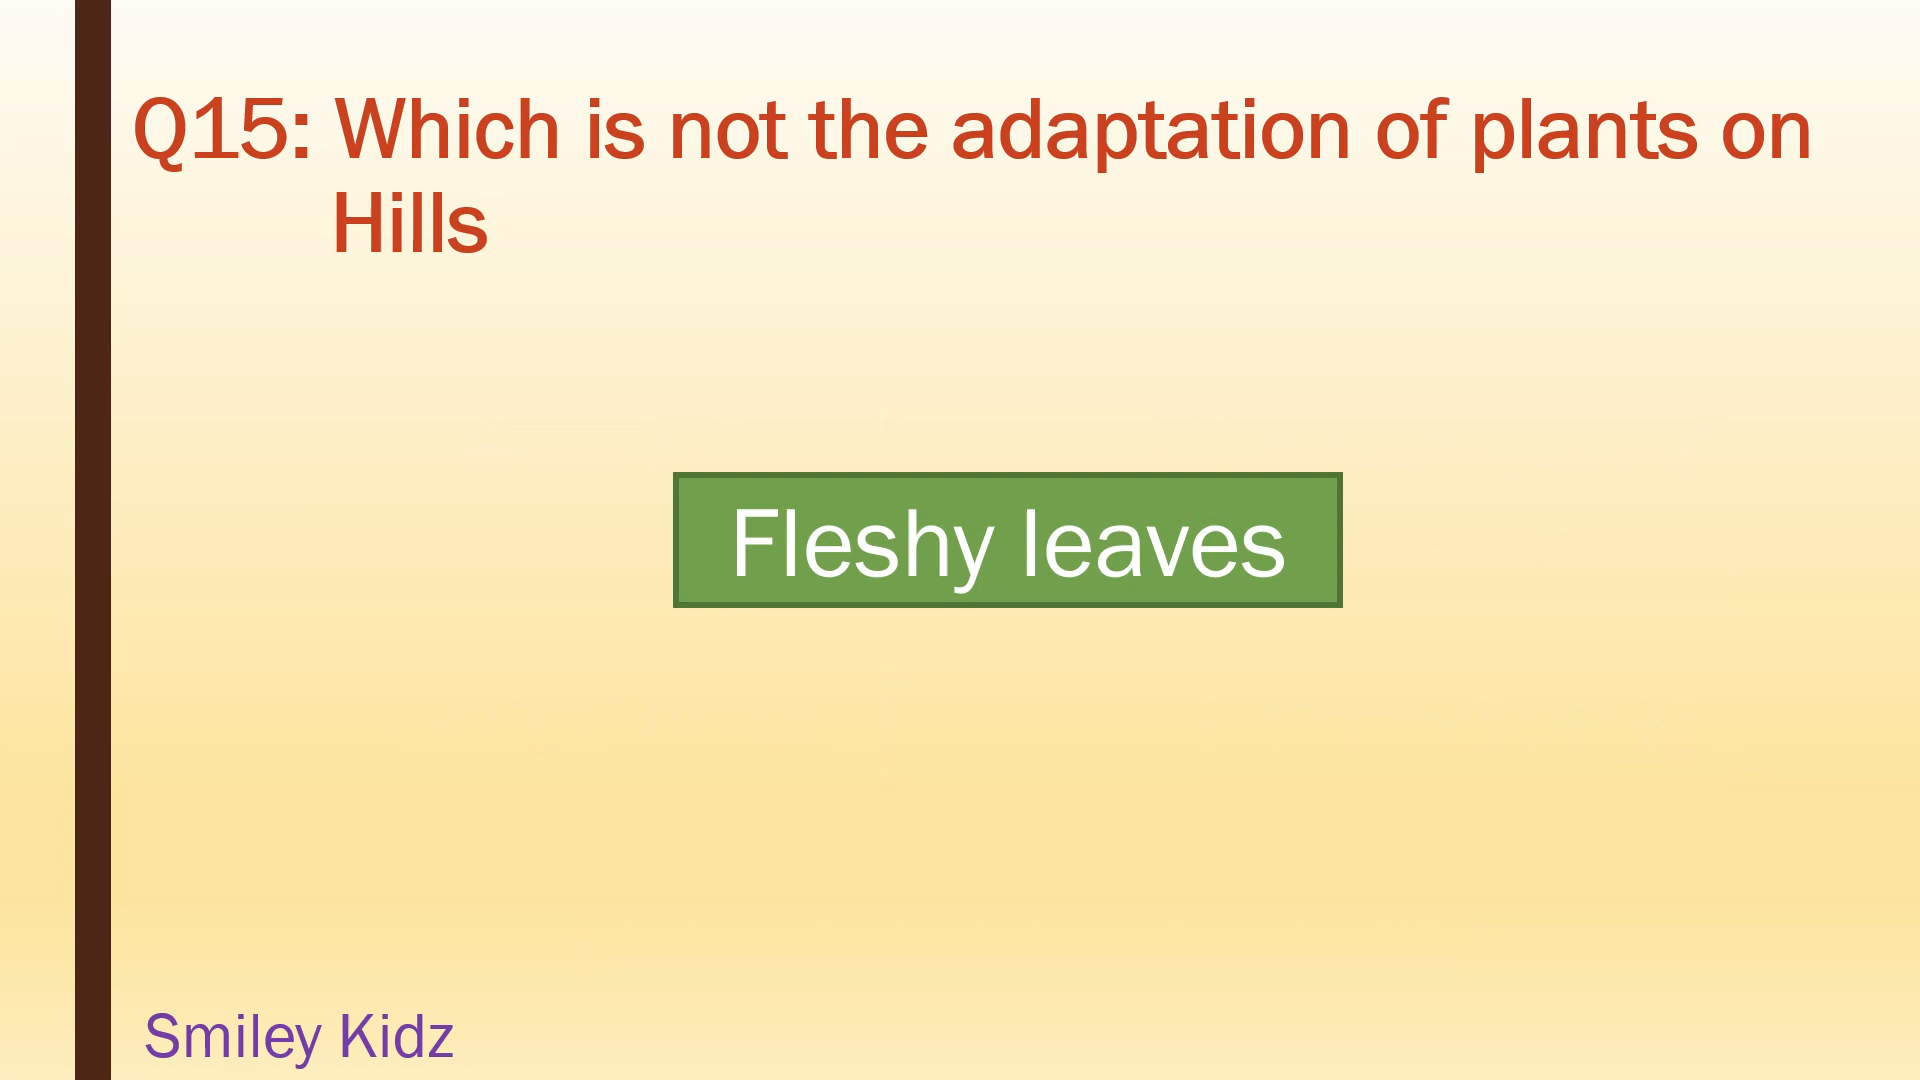 Q15: Which is not the adaptation of plants on
Hills
Fleshy leaves
Smiley Kidz